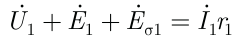 U̇₁ + Ė₁ + Ė_σ1 = İ₁r₁